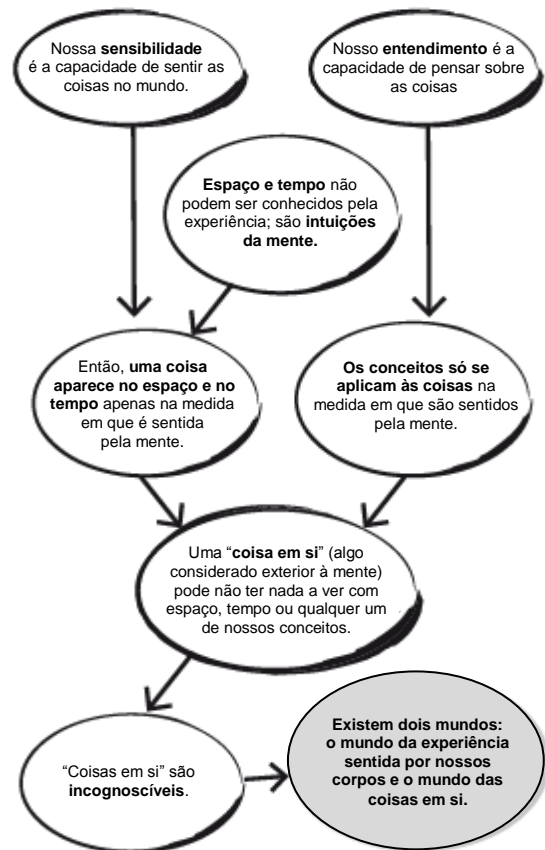 Nossa sensibilidade
é a capacidade de sentir as
coisas no mundo.
Nosso entendimento é a
capacidade de pensar sobre
as coisas
Espaço e tempo não
podem ser conhecidos pela
experiência; são intuições
da mente.
Então, uma coisa
aparece no espaço e no
tempo apenas na medida
em que é sentida
pela mente.
Os conceitos só se
aplicam às coisas na
medida em que são sentidos
pela mente.
Uma “coisa em si” (algo
considerado exterior à mente)
pode não ter nada a ver com
espaço, tempo ou qualquer um
de nossos conceitos.
“Coisas em si” são
incognoscíveis.
Existem dois mundos:
o mundo da experiência
sentida por nossos
corpos e o mundo das
coisas em si.